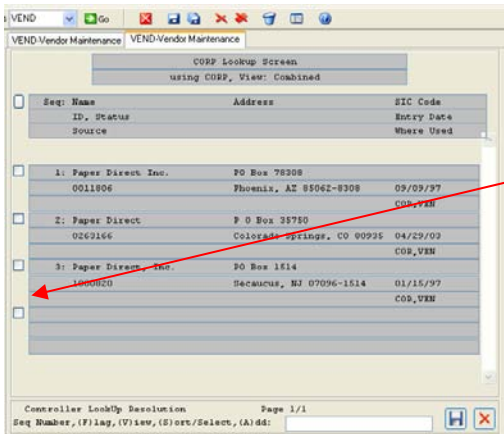 VEND Go
VEND-Vendor Maintenance VEND-Vendor Maintenance
CORP Lookup Screen
using CORP, View: Combined
Seq: Name Address SIC Code
ID, Status Entry Date
Source Where Used
1: Paper Direct Inc. PO Box 78308
0011806 Phoenix, AZ 85062-8308 09/09/97
COR,VEN
2: Paper Direct P O Box 35750
0263166 Colorado Springs, CO 80935 04/29/03
COR,VEN
3: Paper Direct, Inc. PO Box 1514
1000820 Secaucus, NJ 07096-1514 01/15/97
COR,VEN
Controller LookUp Resolution Page 1/1
Seq Number,(F)lag,(V)iew,(S)ort/Select,(A)dd: